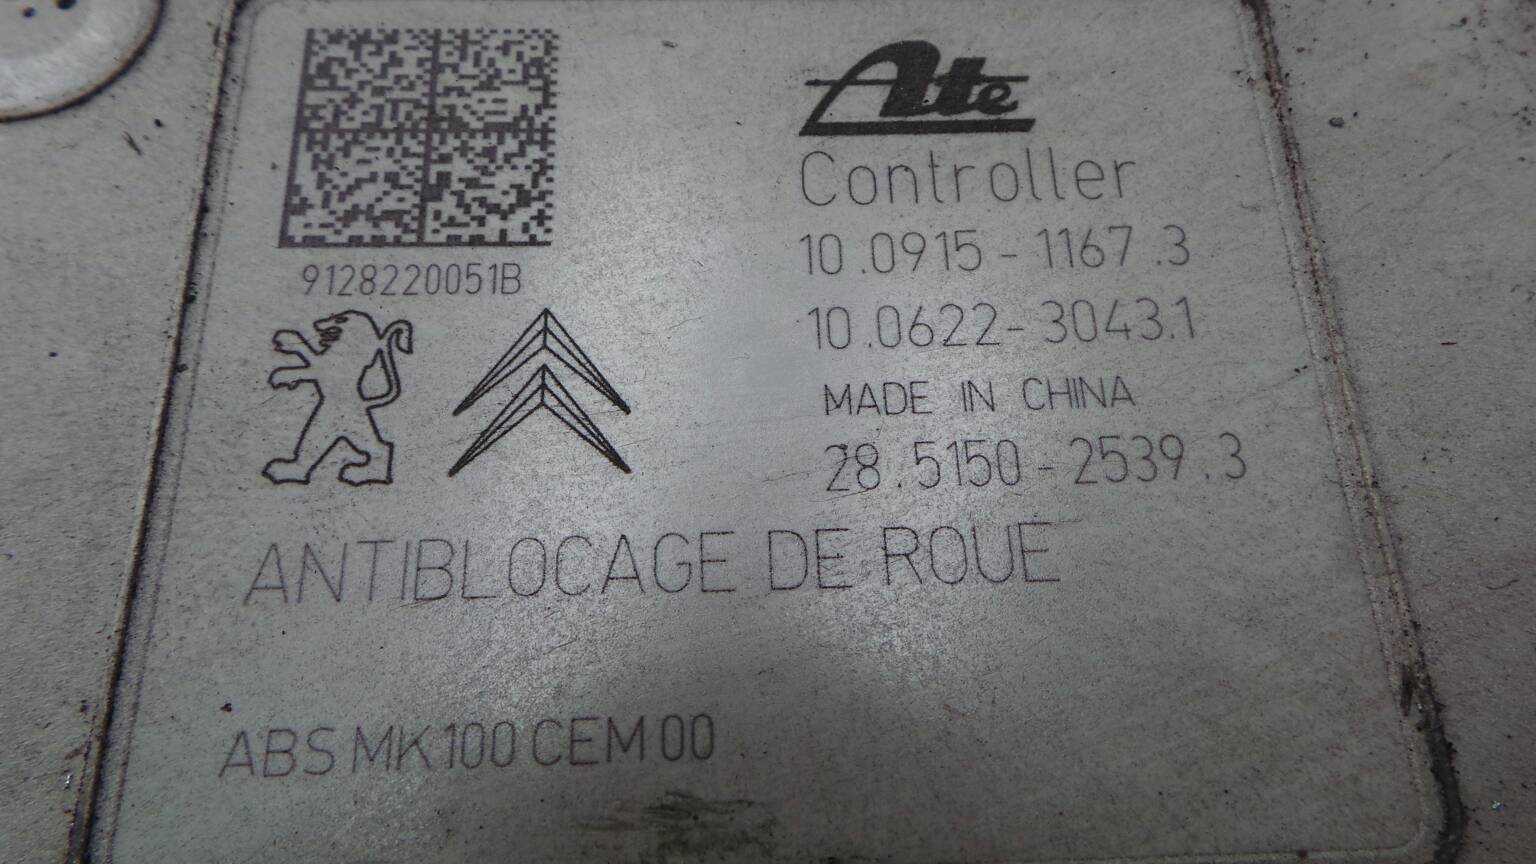 9128220051B
Ate
Controller
10.0915-1167.3
10.0622-3043.1
MADE IN CHINA
28.5150-2539.3
ANTIBLOCAGE DE ROUE
ABS MK100 CEM 00